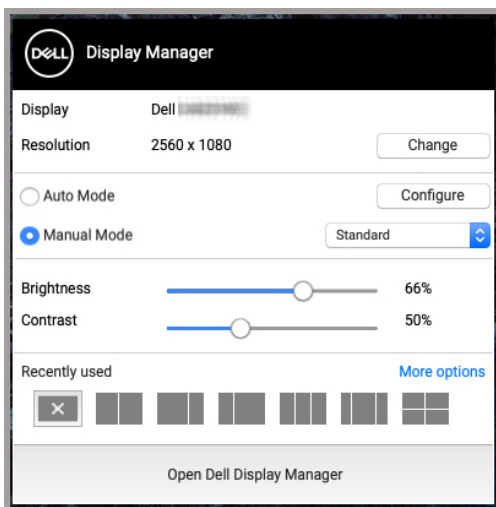 DELL Display Manager
Display Dell
Resolution 2560 x 1080 Change
Auto Mode Configure
Manual Mode Standard
Brightness 66%
Contrast 50%
Recently used More options
Open Dell Display Manager